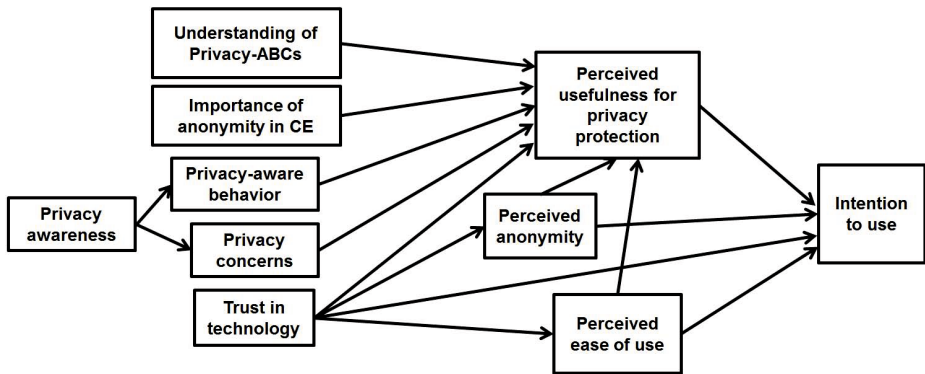 Understanding of
Privacy-ABCs
Importance of
anonymity in CE
Privacy-aware
behavior
Privacy
awareness
Privacy
concerns
Trust in
technology
Perceived
usefulness for
privacy
protection
Perceived
anonymity
Perceived
ease of use
Intention
to use